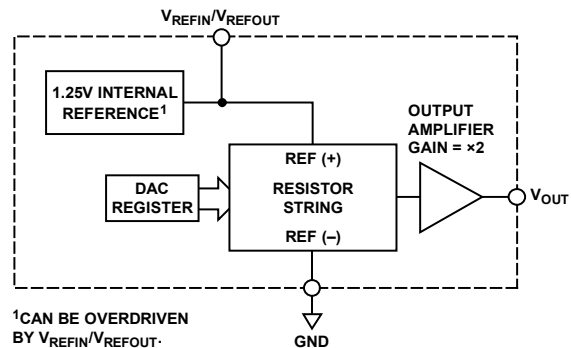 VREFIN/VREFOUT
1.25V INTERNAL
REFERENCE1
OUTPUT
AMPLIFIER
GAIN = ×2
REF (+)
DAC
REGISTER
RESISTOR
STRING
REF (–)
VOUT
GND
1CAN BE OVERDRIVEN
BY VREFIN/VREFOUT.